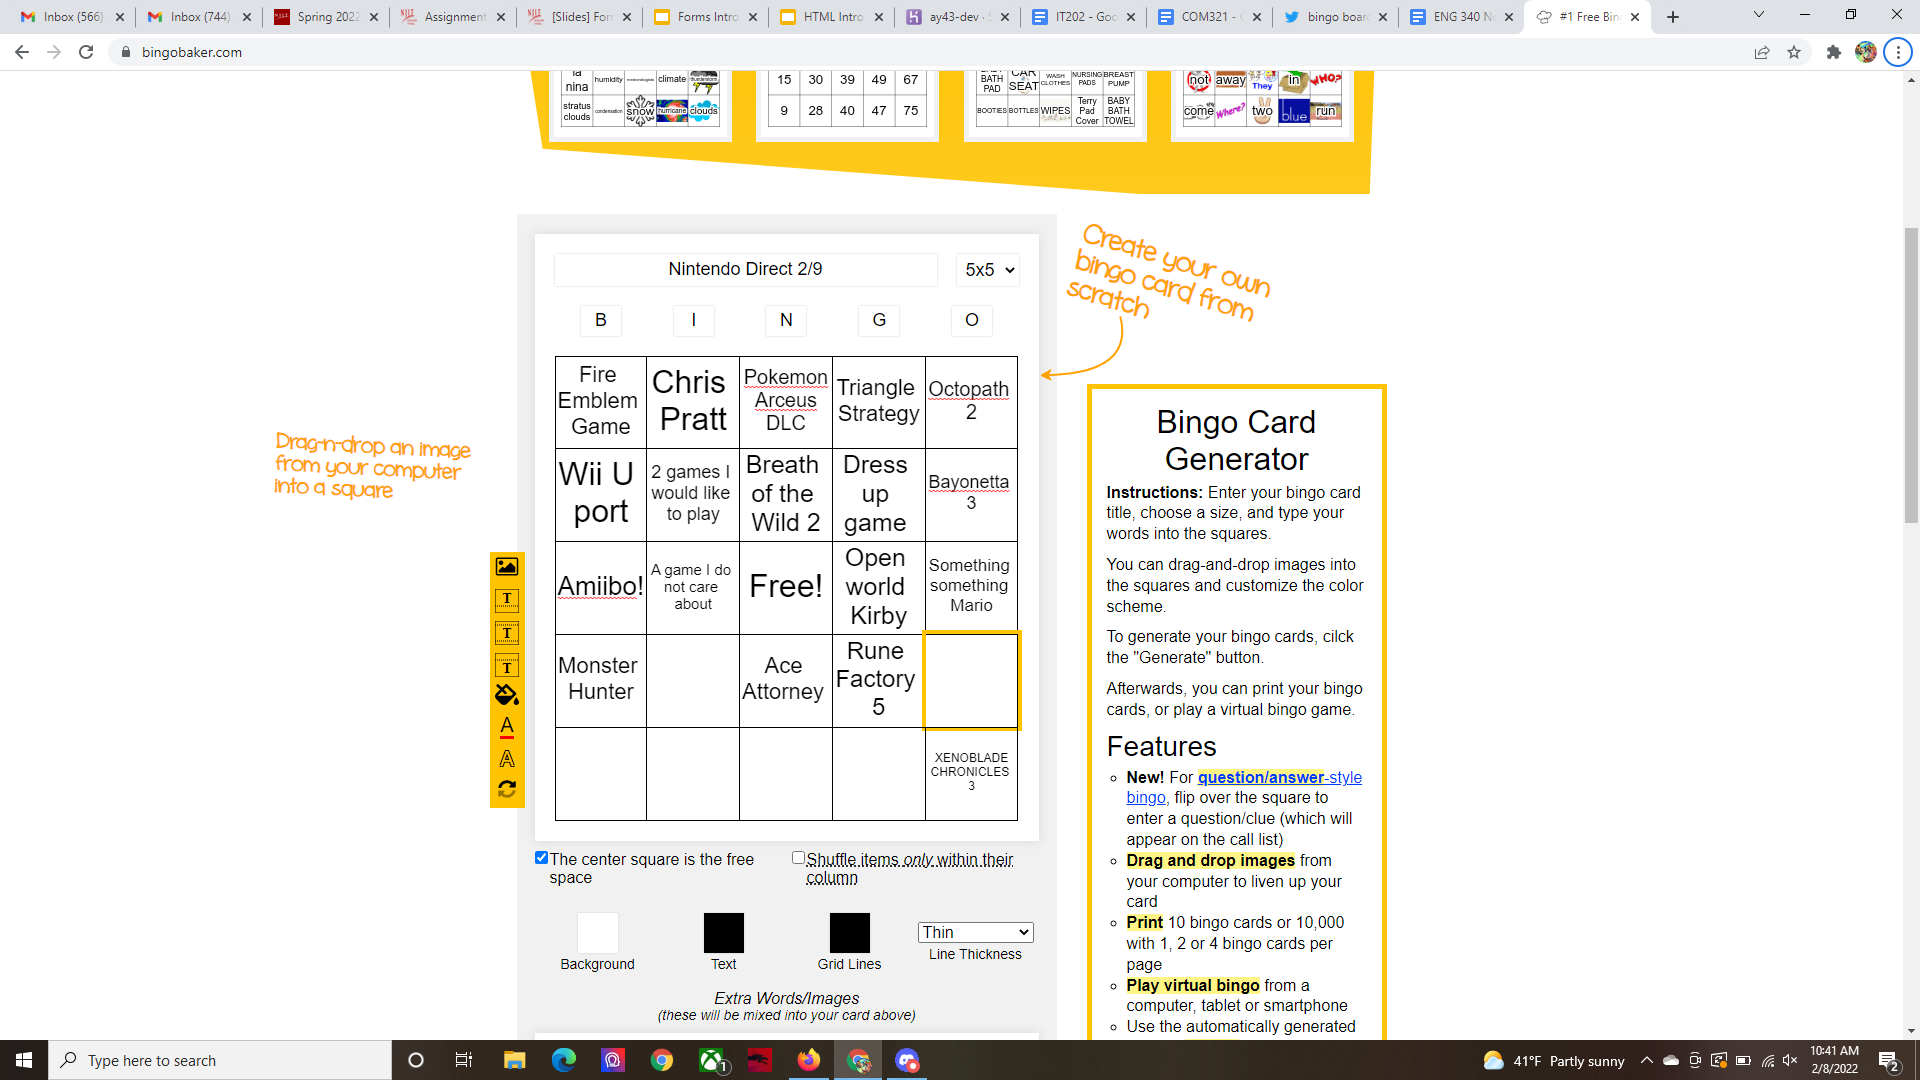 Inbox (566)
Inbox (744)
Spring 2022
Assignment
[Slides] For
Forms Intro
HTML Intro
ay43-dev
IT202 - Goo
COM321 -
bingo boar
ENG 340 N
#1 Free Bin
bingobaker.com
la nina
humidity
climate
15 30 39 49 67
BATH PAD
CAR SEAT
WASH CLOTHES
NURSING PADS
BREAST PUMP
not
away
They
in
WHO?
stratus clouds
condensation
snow
hurricane
clouds
9 28 40 47 75
BOOTIES
BOTTLES
WIPES
Terry Pad Cover
BABY BATH TOWEL
come
Where?
two
blue
run
Create your own
bingo card from
scratch
Nintendo Direct 2/9
5x5
B I N G O
Fire
Emblem
Game
Chris
Pratt
Pokemon
Arceus
DLC
Triangle
Strategy
Octopath
2
Wii U
port
2 games I
would like
to play
Breath
of the
Wild 2
Dress
up
game
Bayonetta
3
Amiibo!
A game I do
not care
about
Free!
Open
world
Kirby
Something
something
Mario
Monster
Hunter
Ace
Attorney
Rune
Factory
5
XENOBLADE
CHRONICLES
3
Drag-n-drop an image
from your computer
into a square
T
T
T
A
A
The center square is the free
space
Shuffle items only within their
column
Background
Text
Grid Lines
Thin
Line Thickness
Extra Words/Images
(these will be mixed into your card above)
Bingo Card
Generator
Instructions: Enter your bingo card
title, choose a size, and type your
words into the squares.
You can drag-and-drop images into
the squares and customize the color
scheme.
To generate your bingo cards, cilck
the "Generate" button.
Afterwards, you can print your bingo
cards, or play a virtual bingo game.
Features
New! For question/answer-style
bingo, flip over the square to
enter a question/clue (which will
appear on the call list)
Drag and drop images from
your computer to liven up your
card
Print 10 bingo cards or 10,000
with 1, 2 or 4 bingo cards per
page
Play virtual bingo from a
computer, tablet or smartphone
Use the automatically generated
Type here to search
1
41°F Partly sunny
10:41 AM
2/8/2022
2